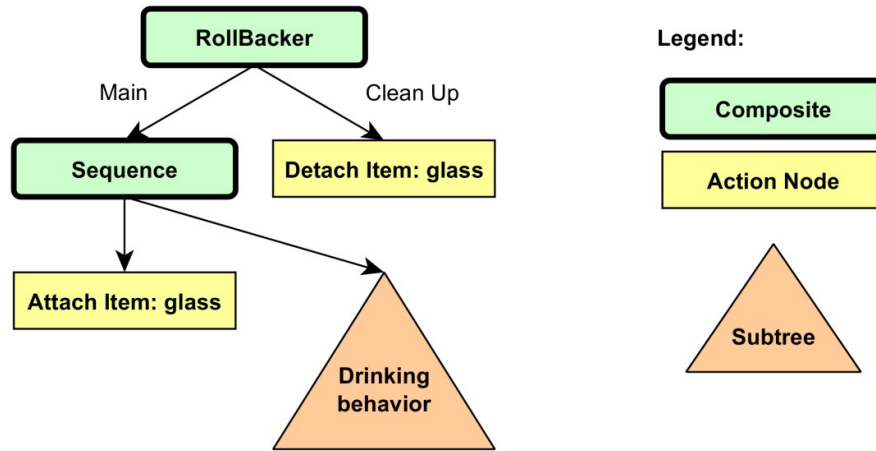 RollBacker
Legend:
Main
Clean Up
Composite
Sequence
Detach Item: glass
Action Node
Attach Item: glass
Drinking
behavior
Subtree